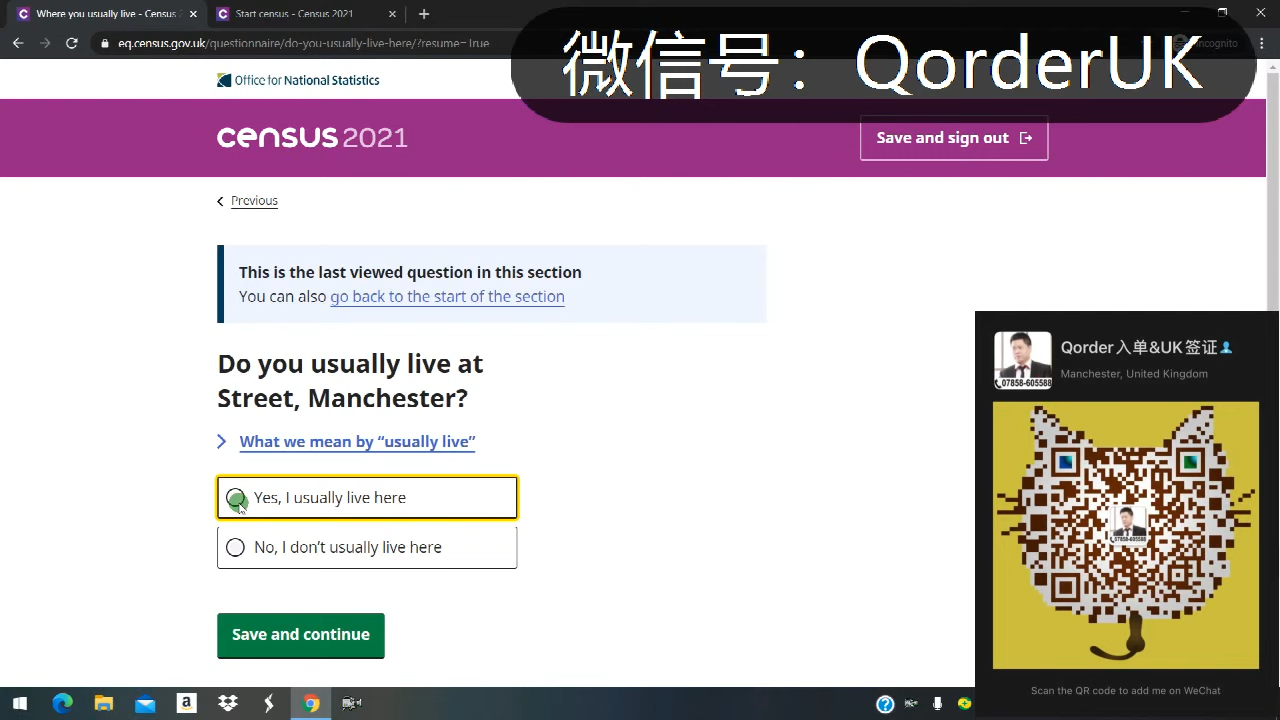 Where you usually live - Census
Start census - Census 2021
eq.census.gov.uk/questionnaire/do-you-usually-live-here/?resume=True
微信号：QorderUK
Incognito
Office for National Statistics
census 2021
Save and sign out
Previous
This is the last viewed question in this section
You can also go back to the start of the section
Do you usually live at
Street, Manchester?
What we mean by “usually live”
Yes, I usually live here
No, I don’t usually live here
Save and continue
Qorder入单&UK签证
Manchester, United Kingdom
07858-605588
07858-605588
Scan the QR code to add me on WeChat